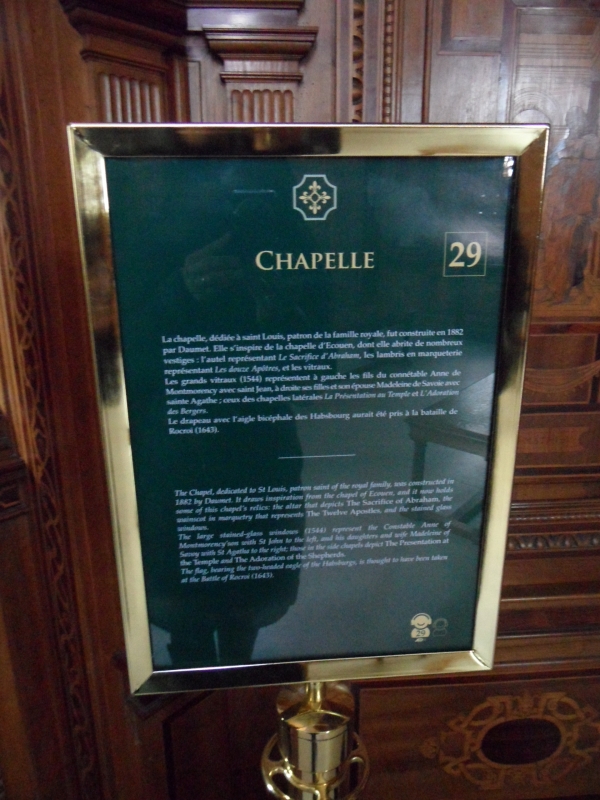 CHAPELLE
29
La chapelle, dédiée à saint Louis, patron de la famille royale, fut construite en 1882
par Daumet. Elle s'inspire de la chapelle d'Ecouen, dont elle abrite de nombreux
vestiges : l'autel représentant Le Sacrifice d'Abraham, les lambris en marqueterie
représentant Les douze Apôtres, et les vitraux.
Les grands vitraux (1544) représentent à gauche les fils du connétable Anne de
Montmorency avec saint Jean, à droite ses filles et son épouse Madeleine de Savoie avec
sainte Agathe ; ceux des chapelles latérales La Présentation au Temple et L'Adoration
des Bergers.
Le drapeau avec l'aigle bicéphale des Habsbourg aurait été pris à la bataille de
Rocroi (1643).
The Chapel, dedicated to St Louis, patron saint of the royal family, was constructed in
1882 by Daumet. It draws inspiration from the chapel of Ecouen, and it now holds
some of this chapel's relics: the altar that depicts The Sacrifice of Abraham, the
wainscot in marquetry that represents The Twelve Apostles, and the stained glass
windows.
The large stained-glass windows (1544) represent the Constable Anne of
Montmorency'son with St John to the left, and his daughters and wife Madeleine of
Savoy with St Agatha to the right; those in the side chapels depict The Presentation at
the Temple and The Adoration of the Shepherds.
The flag, bearing the two-headed eagle of the Habsburgs, is thought to have been taken
at the Battle of Rocroi (1643).
29